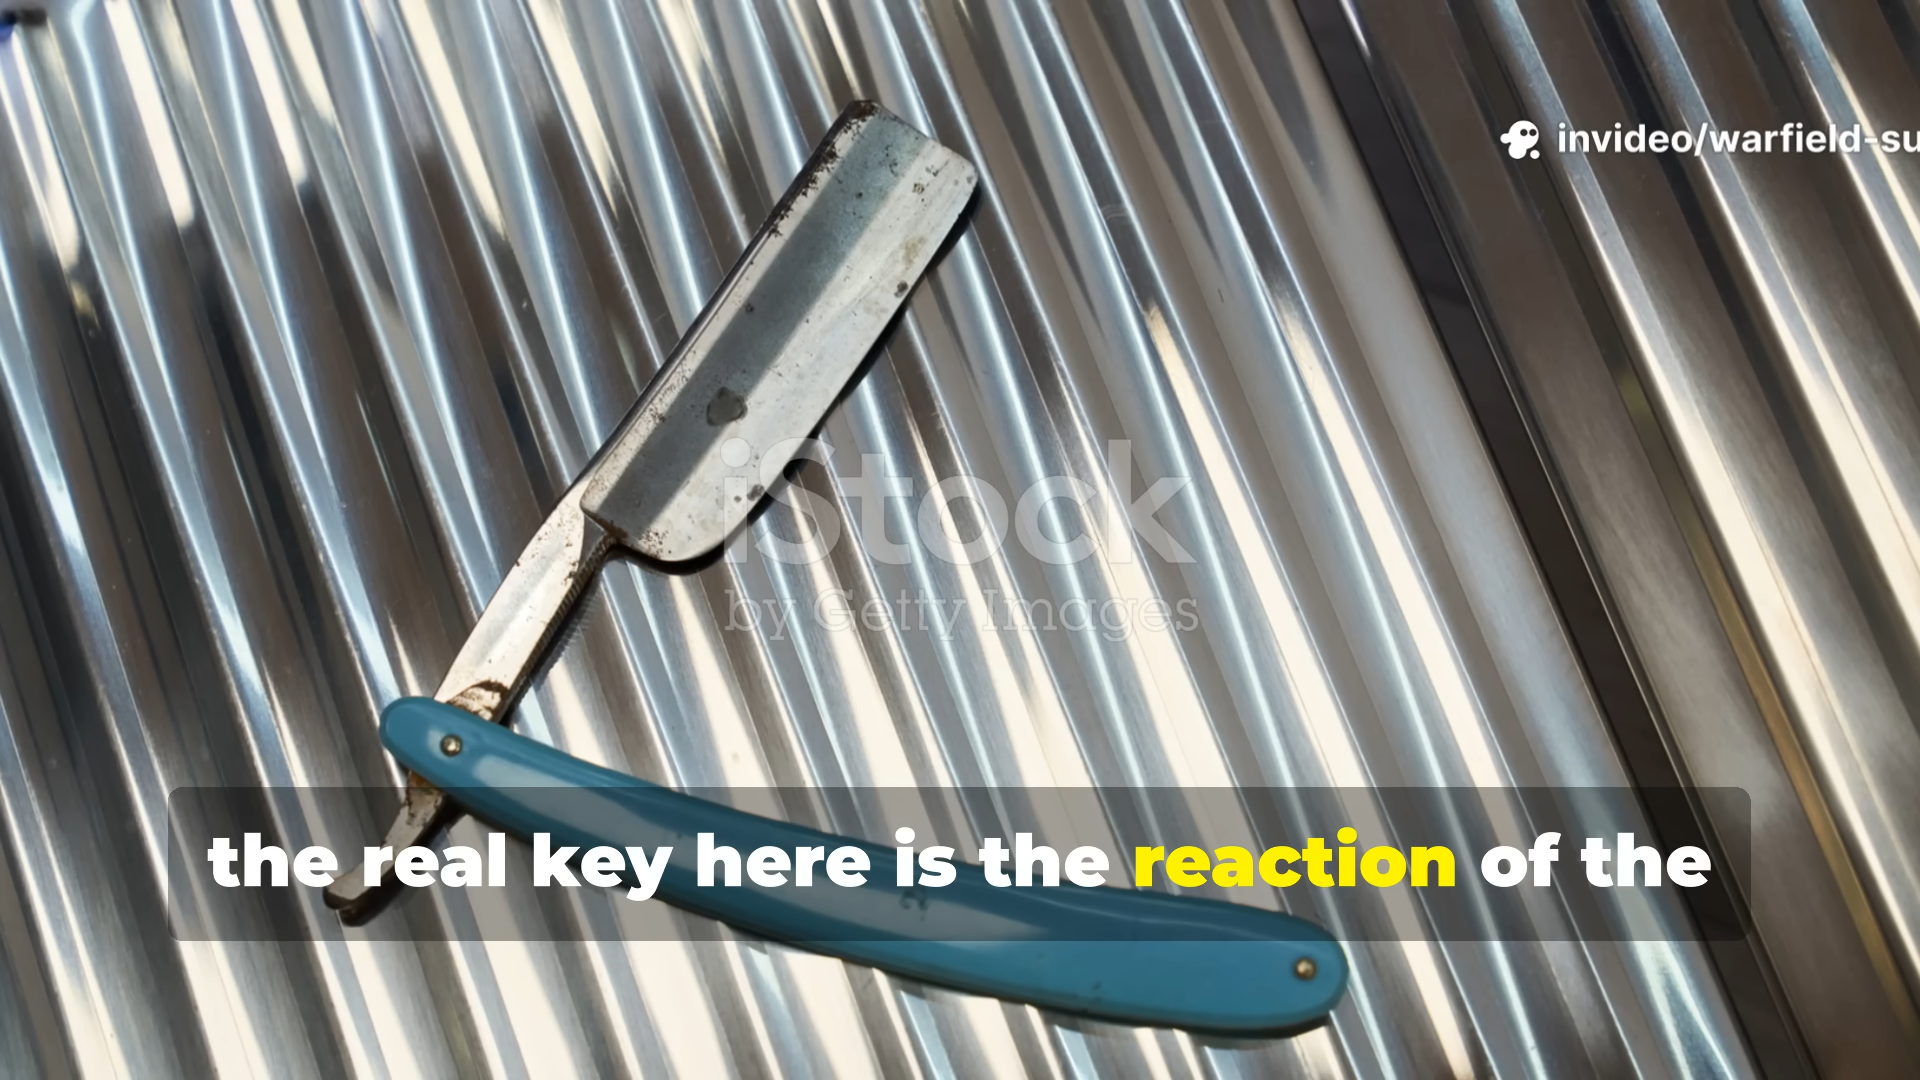 invideo/warfield-su
iStock
by Getty Images
the real key here is the reaction of the